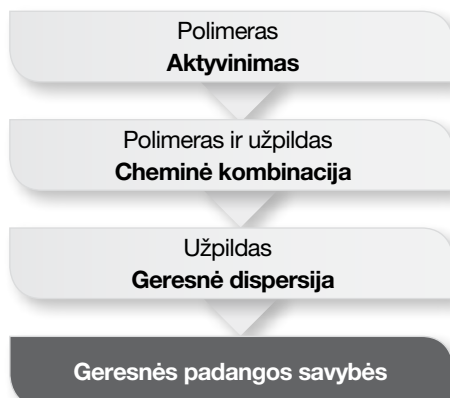 Polimeras
Aktyvinimas
Polimeras ir užpildas
Cheminė kombinacija
Užpildas
Geresnė dispersija
Geresnės padangos savybės